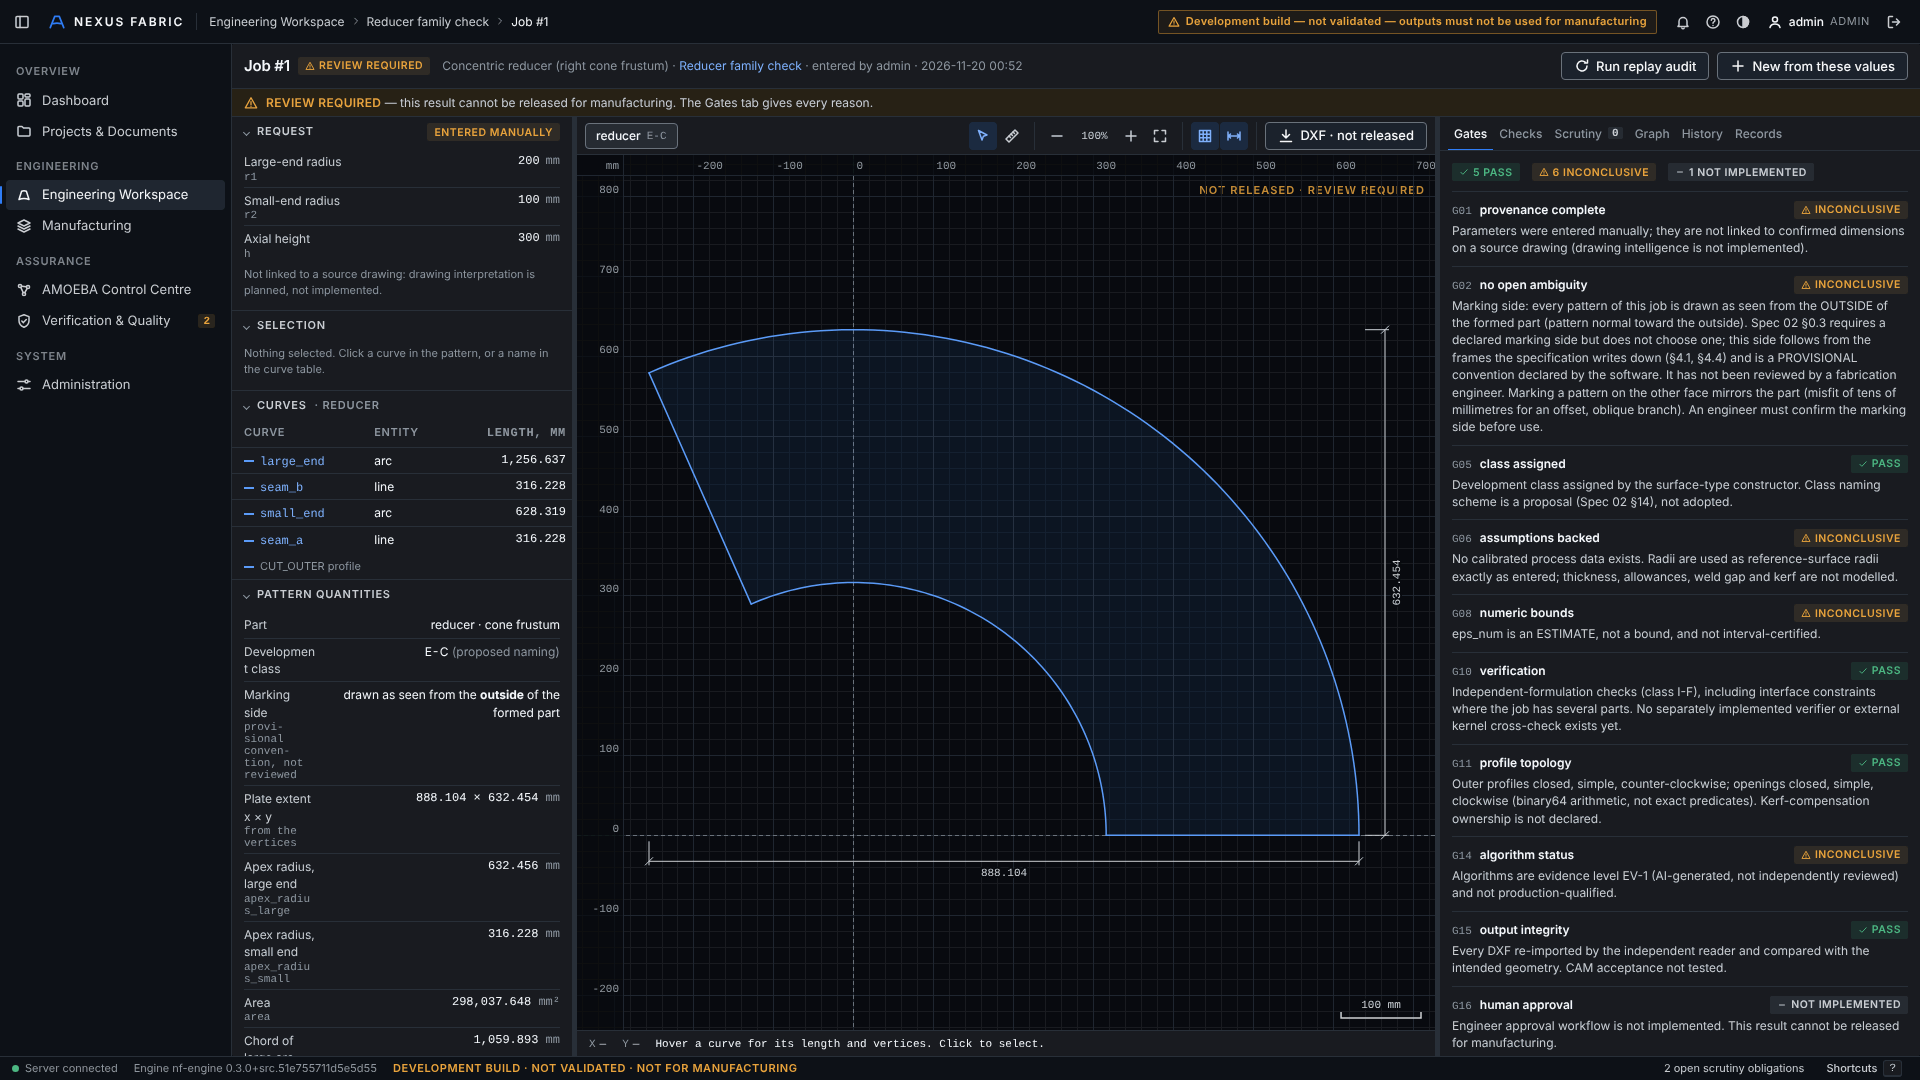 NEXUS FABRIC
Engineering Workspace > Reducer family check > Job #1
Development build — not validated — outputs must not be used for manufacturing
admin ADMIN
OVERVIEW
Dashboard
Projects & Documents
ENGINEERING
Engineering Workspace
Manufacturing
ASSURANCE
AMOEBA Control Centre
Verification & Quality 2
SYSTEM
Administration
Job #1 REVIEW REQUIRED Concentric reducer (right cone frustum) · Reducer family check · entered by admin · 2026-11-20 00:52
Run replay audit
New from these values
REVIEW REQUIRED — this result cannot be released for manufacturing. The Gates tab gives every reason.
REQUEST ENTERED MANUALLY
Large-end radius 200 mm
r1
Small-end radius 100 mm
r2
Axial height 300 mm
h
Not linked to a source drawing: drawing interpretation is
planned, not implemented.
SELECTION
Nothing selected. Click a curve in the pattern, or a name in
the curve table.
CURVES · REDUCER
CURVE ENTITY LENGTH, MM
large_end arc 1,256.637
seam_b line 316.228
small_end arc 628.319
seam_a line 316.228
CUT_OUTER profile
PATTERN QUANTITIES
Part reducer · cone frustum
Developmen E-C (proposed naming)
t class
Marking drawn as seen from the outside of the
side formed part
provi-
sional
conven-
tion, not
reviewed
Plate extent 888.104 × 632.454 mm
x × y
from the
vertices
Apex radius, 632.456 mm
large end
apex_radiu
s_large
Apex radius, 316.228 mm
small end
apex_radiu
s_small
Area 298,037.648 mm²
area
Chord of 1,059.893 mm
reducer E-C
100%
DXF · not released
mm -200 -100 0 100 200 300 400 500 600 700
NOT RELEASED · REVIEW REQUIRED
800
700
600
500
400
300
200
100
0
-100
-200
632.454
888.104
100 mm
X — Y — Hover a curve for its length and vertices. Click to select.
Gates Checks Scrutiny 0 Graph History Records
5 PASS 6 INCONCLUSIVE 1 NOT IMPLEMENTED
G01 provenance complete INCONCLUSIVE
Parameters were entered manually; they are not linked to confirmed dimensions
on a source drawing (drawing intelligence is not implemented).
G02 no open ambiguity INCONCLUSIVE
Marking side: every pattern of this job is drawn as seen from the OUTSIDE of
the formed part (pattern normal toward the outside). Spec 02 §0.3 requires a
declared marking side but does not choose one; this side follows from the
frames the specification writes down (§4.1, §4.4) and is a PROVISIONAL
convention declared by the software. It has not been reviewed by a fabrication
engineer. Marking a pattern on the other face mirrors the part (misfit of tens of
millimetres for an offset, oblique branch). An engineer must confirm the marking
side before use.
G05 class assigned PASS
Development class assigned by the surface-type constructor. Class naming
scheme is a proposal (Spec 02 §14), not adopted.
G06 assumptions backed INCONCLUSIVE
No calibrated process data exists. Radii are used as reference-surface radii
exactly as entered; thickness, allowances, weld gap and kerf are not modelled.
G08 numeric bounds INCONCLUSIVE
eps_num is an ESTIMATE, not a bound, and not interval-certified.
G10 verification PASS
Independent-formulation checks (class I-F), including interface constraints
where the job has several parts. No separately implemented verifier or external
kernel cross-check exists yet.
G11 profile topology PASS
Outer profiles closed, simple, counter-clockwise; openings closed, simple,
clockwise (binary64 arithmetic, not exact predicates). Kerf-compensation
ownership is not declared.
G14 algorithm status INCONCLUSIVE
Algorithms are evidence level EV-1 (AI-generated, not independently reviewed)
and not production-qualified.
G15 output integrity PASS
Every DXF re-imported by the independent reader and compared with the
intended geometry. CAM acceptance not tested.
G16 human approval NOT IMPLEMENTED
Engineer approval workflow is not implemented. This result cannot be released
for manufacturing.
Server connected Engine nf-engine 0.3.0+src.51e755711d5e5d55 DEVELOPMENT BUILD · NOT VALIDATED · NOT FOR MANUFACTURING
2 open scrutiny obligations Shortcuts ?